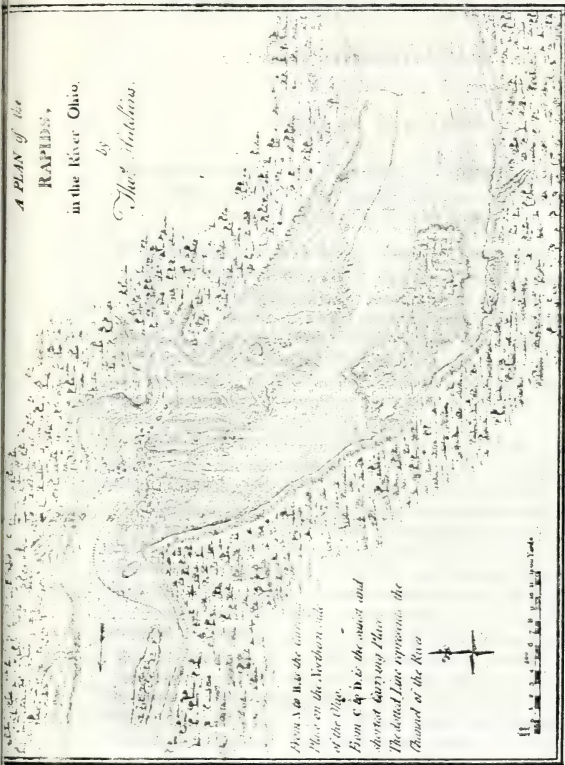 A PLAN of the
RAPIDS,
in the River Ohio,
by
Thos. Hutchins.
From A to B is the Carrying
Place on the Northern side
of the Ohio.
From C to D is the easiest and
shortest Carrying Place
The dotted Line represents the
Channel of the River